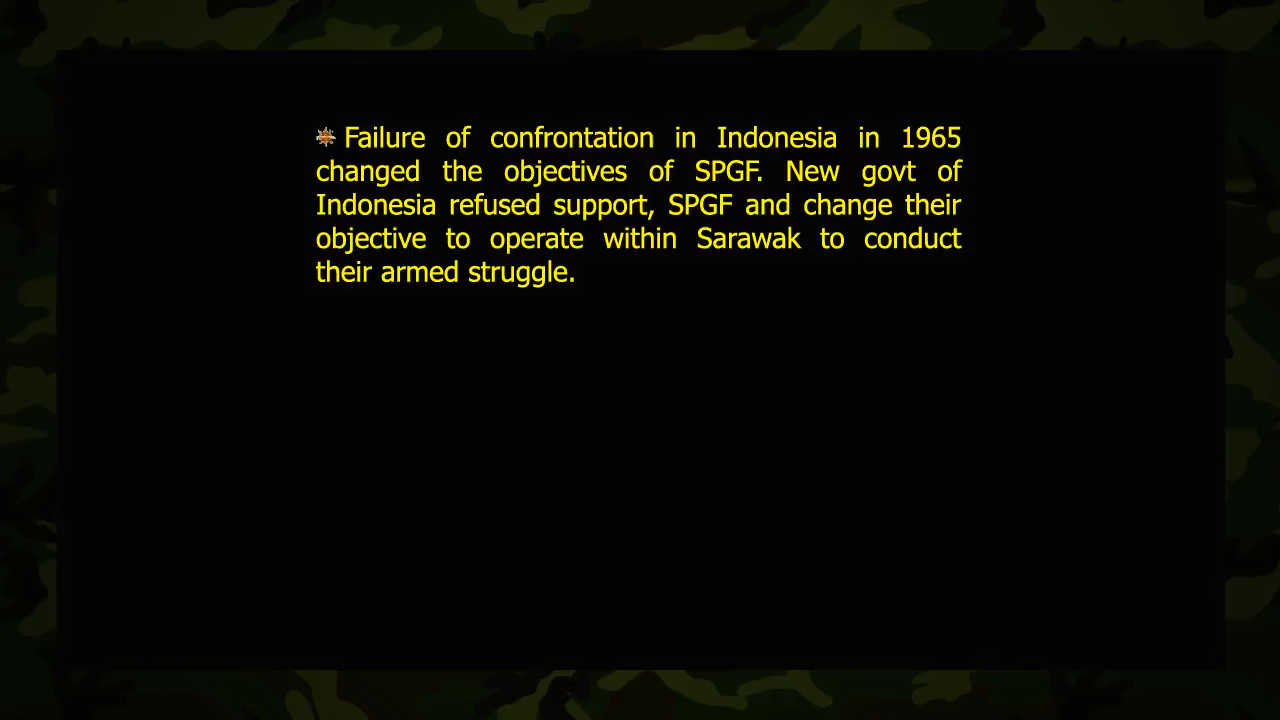 Failure of confrontation in Indonesia in 1965
changed the objectives of SPGF. New govt of
Indonesia refused support, SPGF and change their
objective to operate within Sarawak to conduct
their armed struggle.